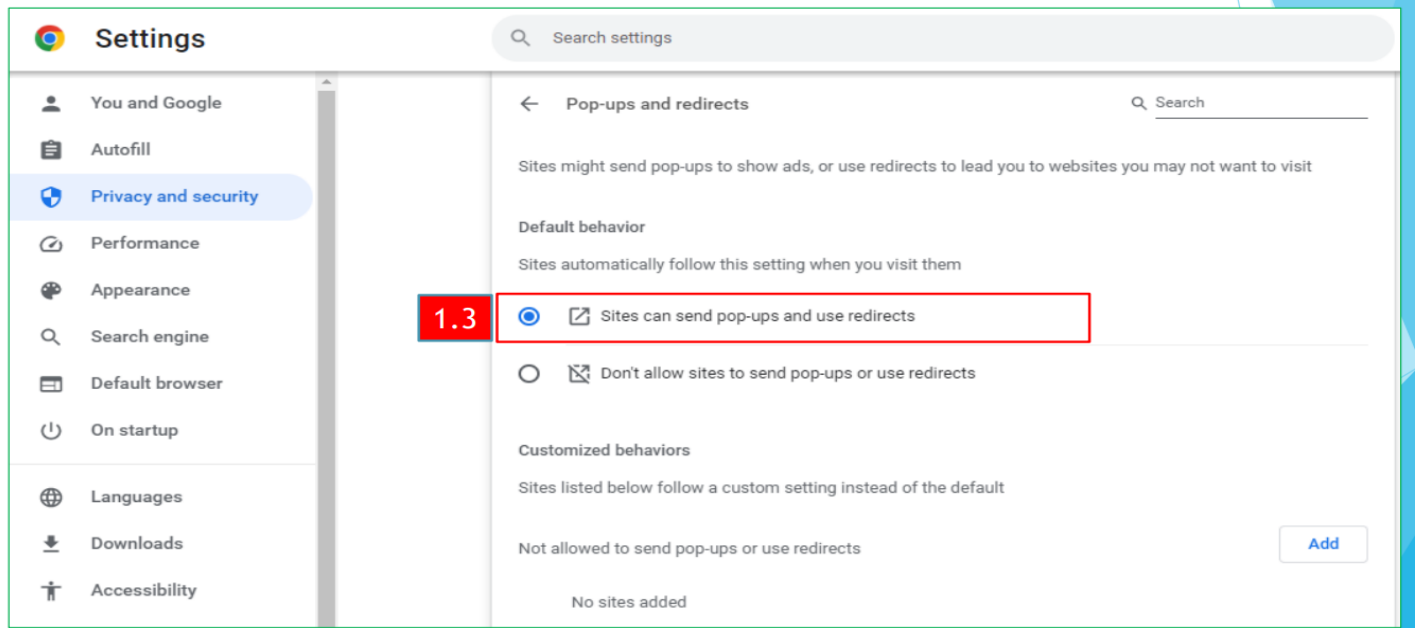 Settings
Search settings
You and Google
Autofill
Privacy and security
Performance
Appearance
Search engine
Default browser
On startup
Languages
Downloads
Accessibility
Pop-ups and redirects
Search
Sites might send pop-ups to show ads, or use redirects to lead you to websites you may not want to visit
Default behavior
Sites automatically follow this setting when you visit them
1.3
Sites can send pop-ups and use redirects
Don't allow sites to send pop-ups or use redirects
Customized behaviors
Sites listed below follow a custom setting instead of the default
Not allowed to send pop-ups or use redirects
Add
No sites added